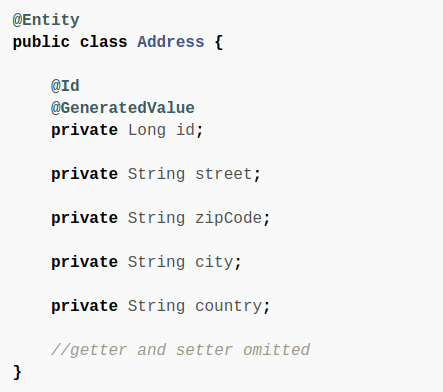 @Entity
public class Address {
@Id
@GeneratedValue
private Long id;
private String street;
private String zipCode;
private String city;
private String country;
//getter and setter omitted
}